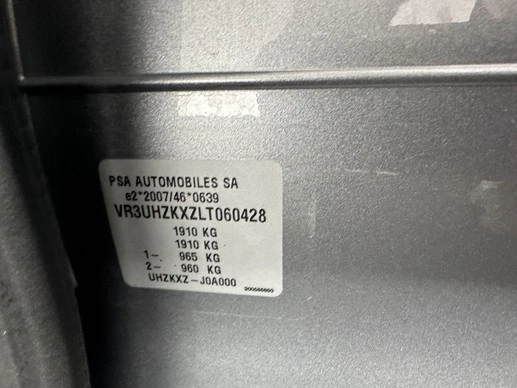 PSA AUTOMOBILES SA
e2*2007/46*0639
VR3UHZKXZLT060428
1910 KG
1910 KG
1-. 965 KG
2- 960 KG
UHZKXZ-J0A000